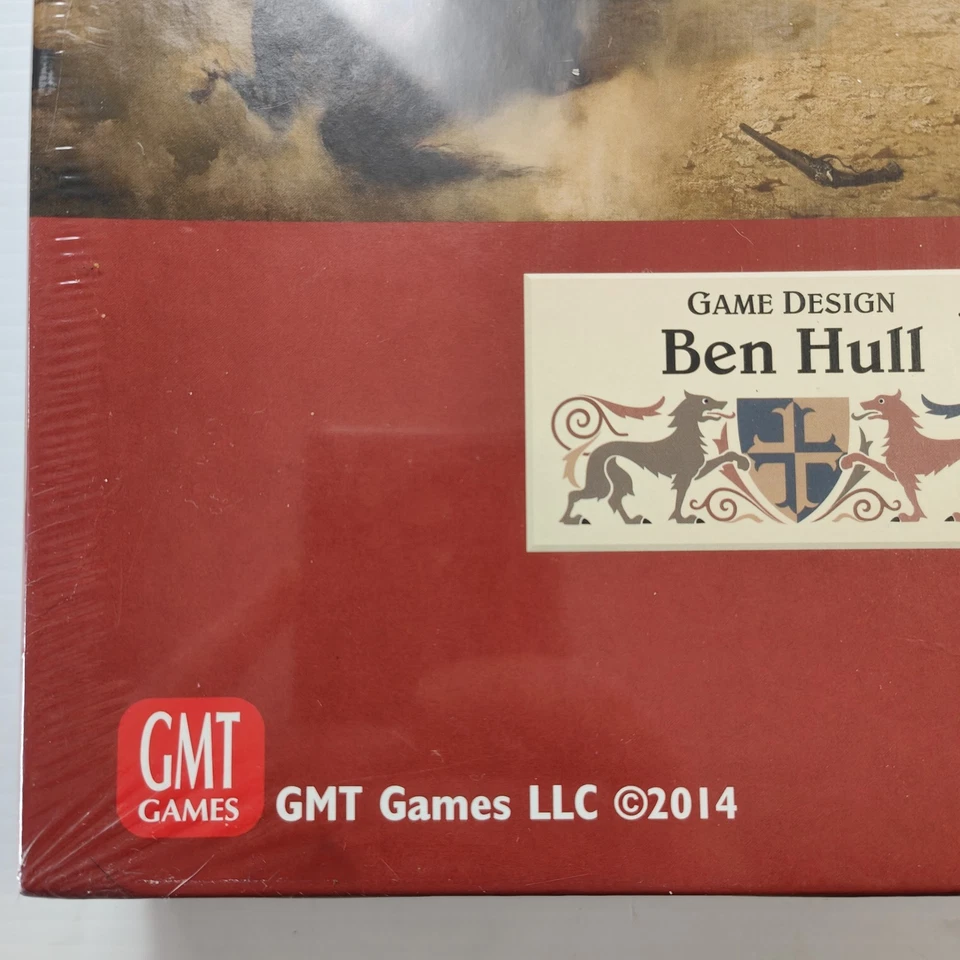 GAME DESIGN
Ben Hull
GMT
GAMES
GMT Games LLC ©2014